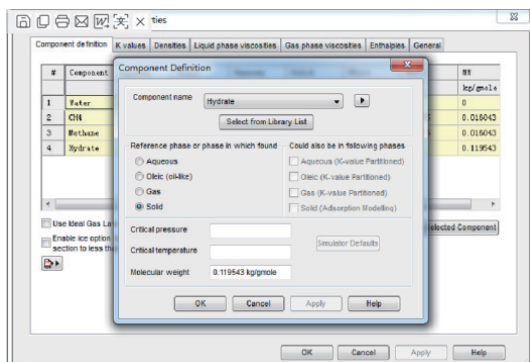 ties
Component definition K values Densities Liquid phase viscosities Gas phase viscosities Enthalpies General
# Component MW
kg/gmole
1 Water 0
2 CH4 0.016043
3 Methane 0.016043
4 Hydrate 0.119543
Use Ideal Gas La
Enable ice option
section to less tha
elected Component
Component Definition
Component name Hydrate
Select from Library List
Reference phase or phase in which found
Aqueous
Oleic (oil-like)
Gas
Solid
Could also be in following phases
Aqueous (K-value Partitioned)
Oleic (K-value Partitioned)
Gas (K-value Partitioned)
Solid (Adsorption Modelling)
Critical pressure
Critical temperature
Simulator Defaults
Molecular weight 0.119543 kg/gmole
OK Cancel Apply Help
OK Cancel Apply Help